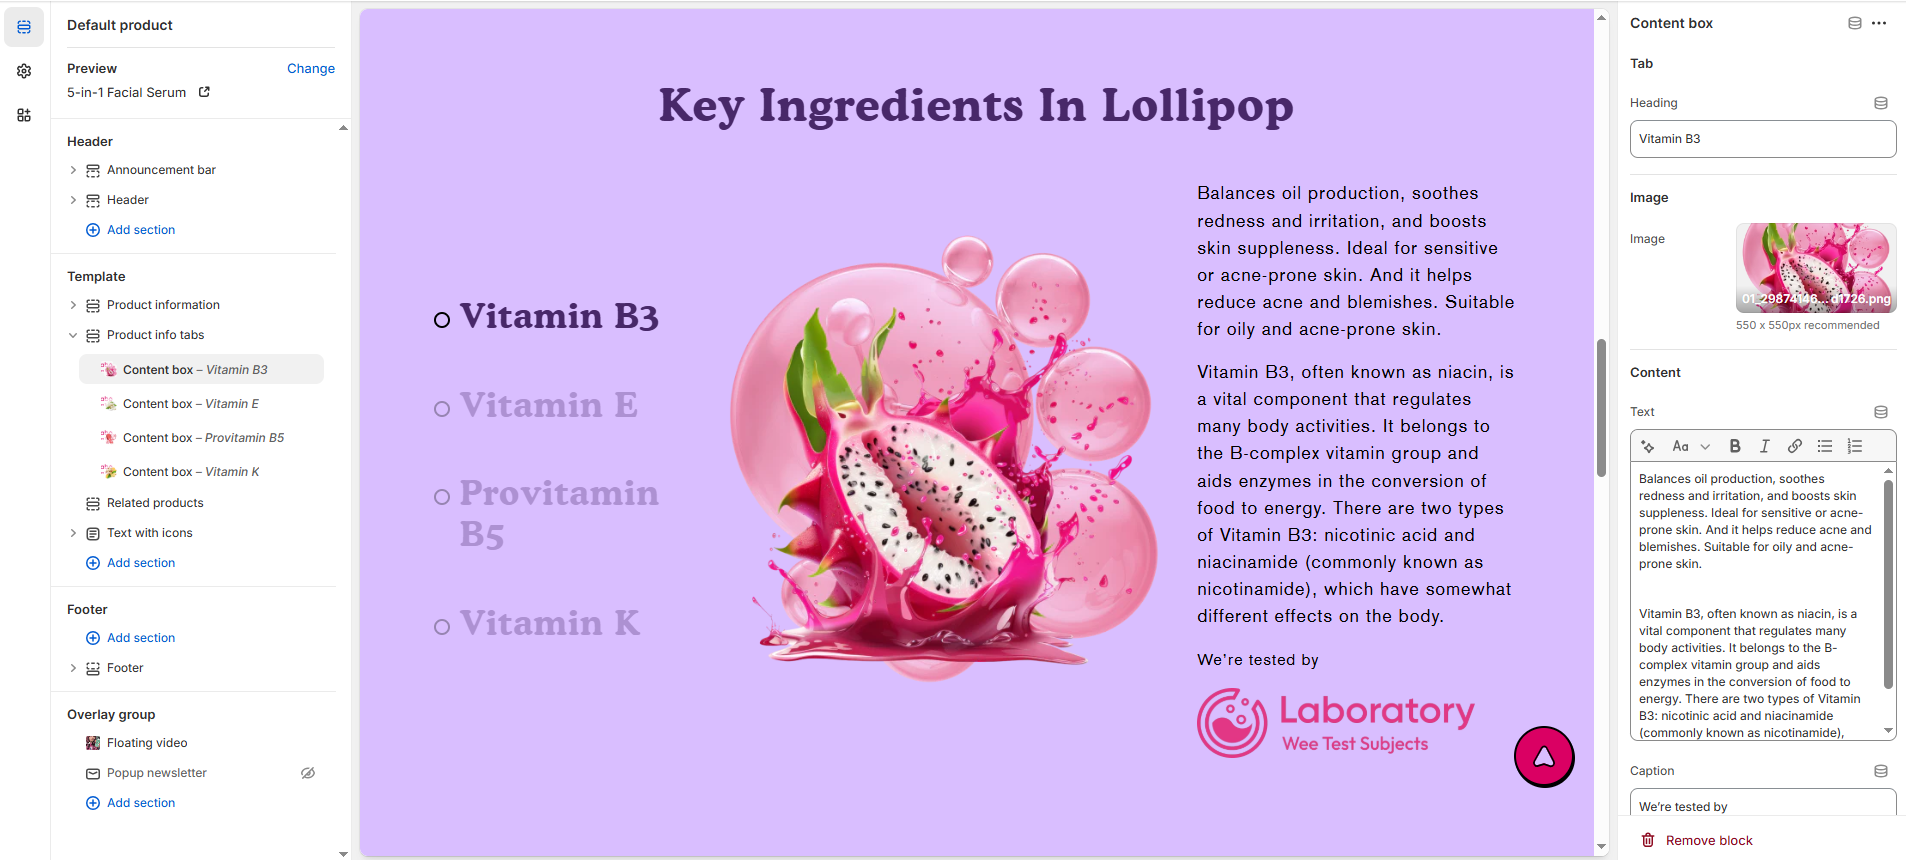 Default product
Preview
Change
5-in-1 Facial Serum
Header
Announcement bar
Header
Add section
Template
Product information
Product info tabs
Content box – Vitamin B3
Content box – Vitamin E
Content box – Provitamin B5
Content box – Vitamin K
Related products
Text with icons
Add section
Footer
Add section
Footer
Overlay group
Floating video
Popup newsletter
Add section
Key Ingredients In Lollipop
Vitamin B3
Vitamin E
Provitamin
B5
Vitamin K
Balances oil production, soothes
redness and irritation, and boosts
skin suppleness. Ideal for sensitive
or acne-prone skin. And it helps
reduce acne and blemishes. Suitable
for oily and acne-prone skin.
Vitamin B3, often known as niacin, is
a vital component that regulates
many body activities. It belongs to
the B-complex vitamin group and
aids enzymes in the conversion of
food to energy. There are two types
of Vitamin B3: nicotinic acid and
niacinamide (commonly known as
nicotinamide), which have somewhat
different effects on the body.
We're tested by
Laboratory
Wee Test Subjects
Content box
Tab
Heading
Vitamin B3
Image
Image
01_29874146...d1726.png
550 x 550px recommended
Content
Text
Aa
B
I
Balances oil production, soothes
redness and irritation, and boosts skin
suppleness. Ideal for sensitive or acne-
prone skin. And it helps reduce acne and
blemishes. Suitable for oily and acne-
prone skin.
Vitamin B3, often known as niacin, is a
vital component that regulates many
body activities. It belongs to the B-
complex vitamin group and aids
enzymes in the conversion of food to
energy. There are two types of Vitamin
B3: nicotinic acid and niacinamide
(commonly known as nicotinamide),
Caption
We're tested by
Remove block